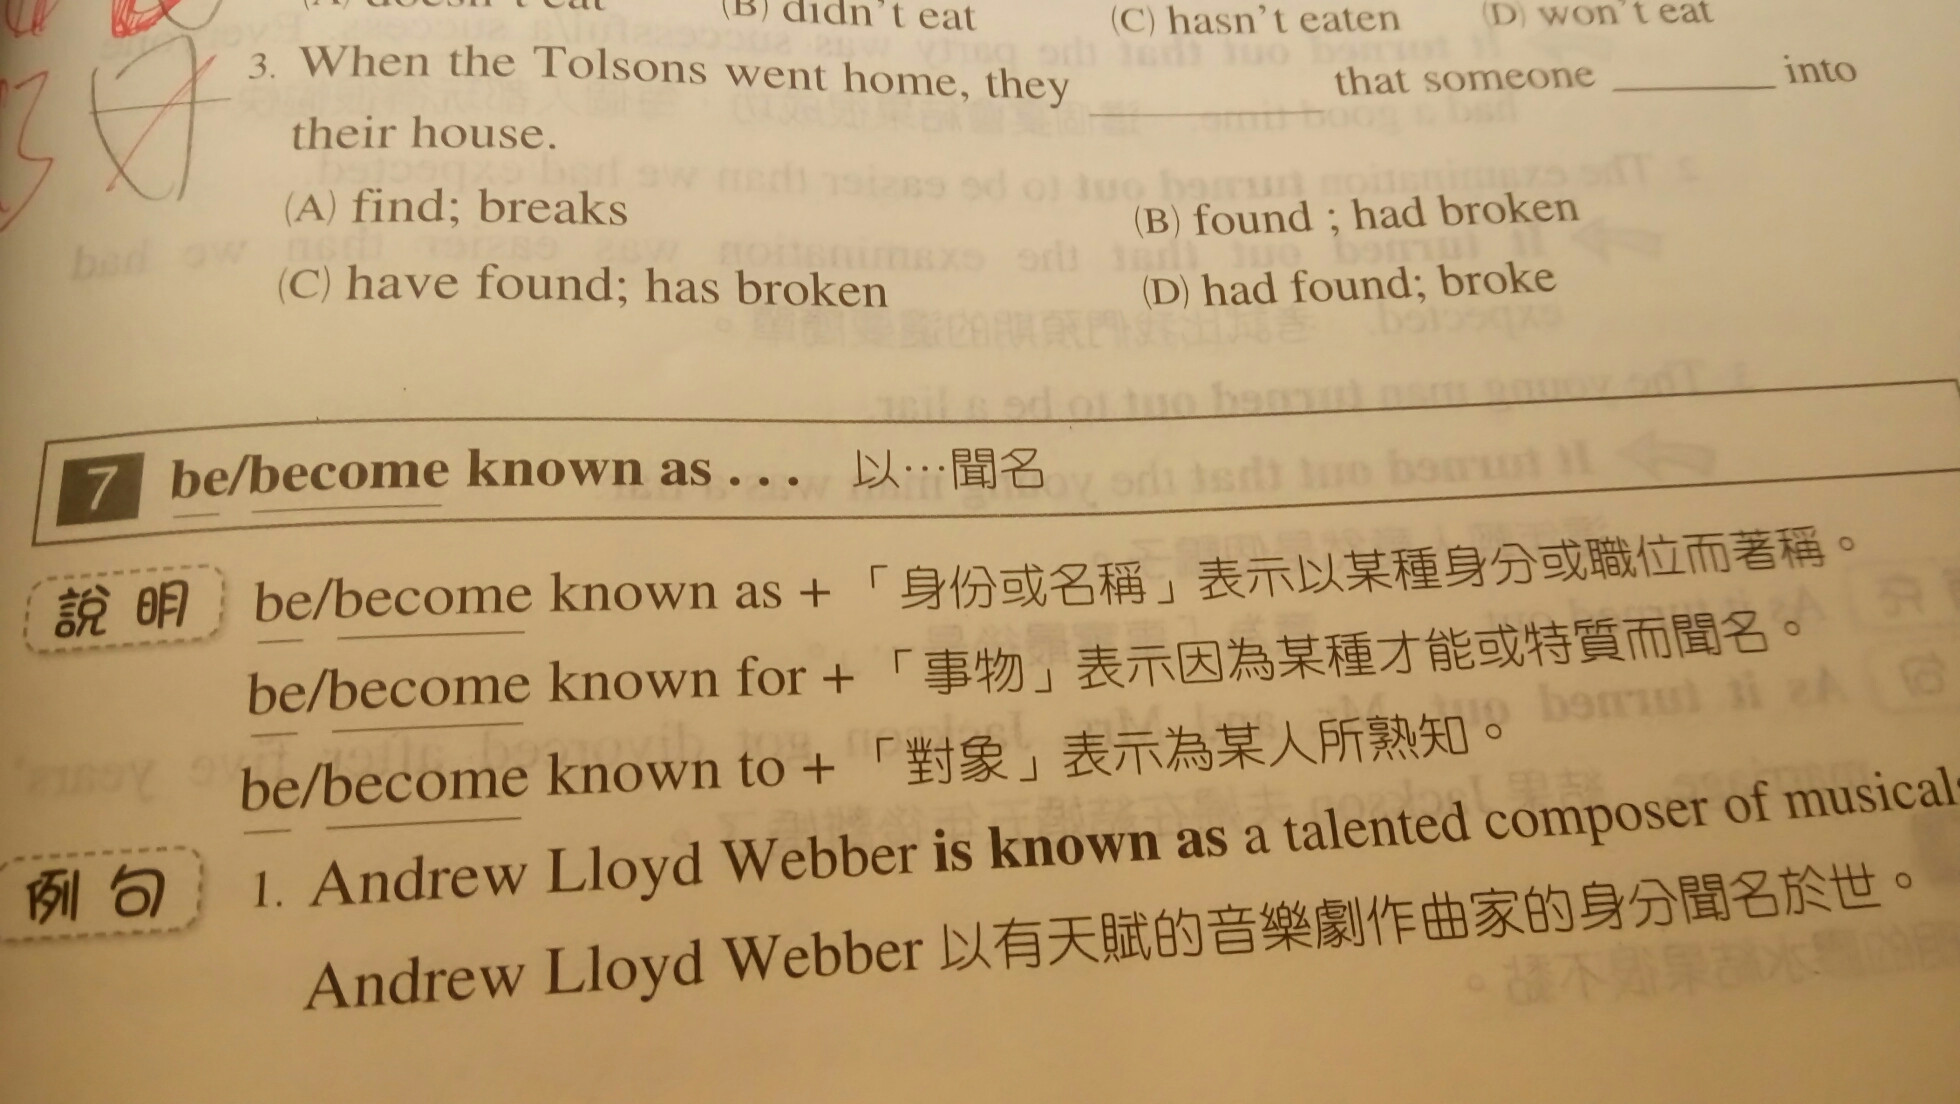 (B) didn't eat (C) hasn't eaten (D) won't eat
3. When the Tolsons went home, they ________ that someone ________ into
their house.
(A) find; breaks (B) found ; had broken
(C) have found; has broken (D) had found; broke
7 be/become known as . . . 以…聞名
說明 be/become known as + 「身份或名稱」表示以某種身分或職位而著稱。
be/become known for + 「事物」表示因為某種才能或特質而聞名。
be/become known to + 「對象」表示為某人所熟知。
例句 1. Andrew Lloyd Webber is known as a talented composer of musicals
Andrew Lloyd Webber 以有天賦的音樂劇作曲家的身分聞名於世。